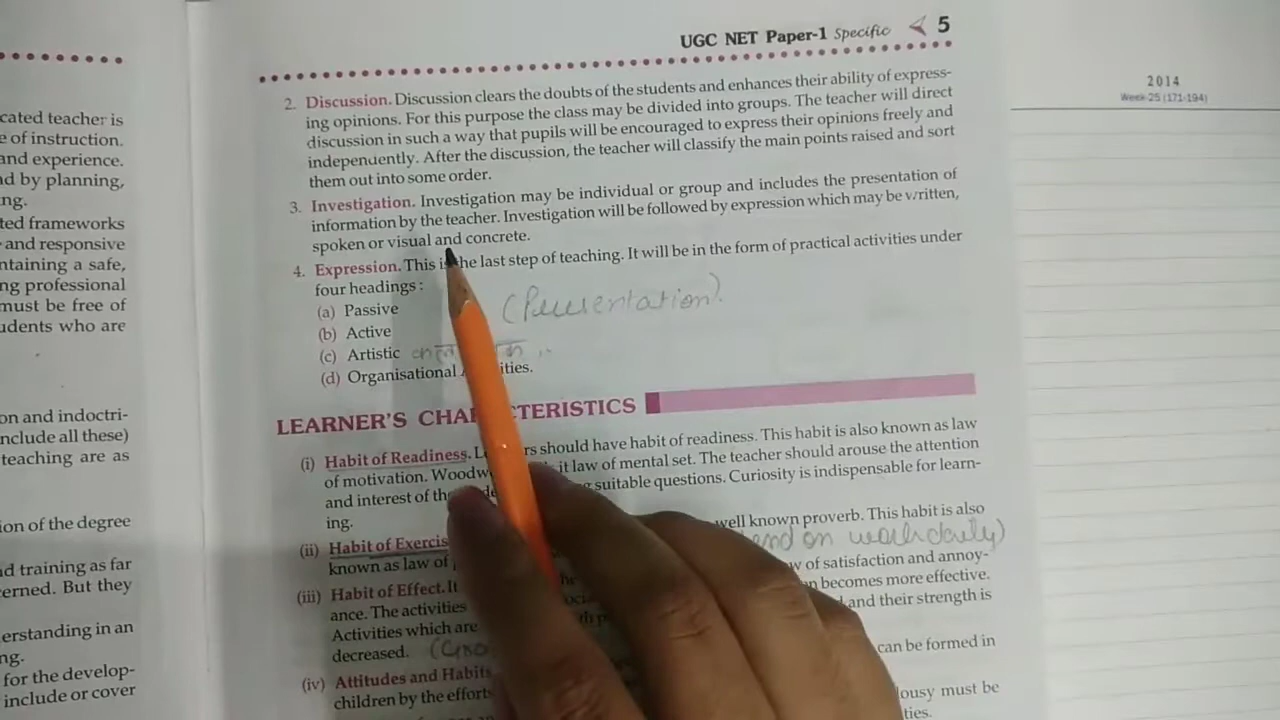 UGC NET Paper-1 Specific 5
2. Discussion. Discussion clears the doubts of the students and enhances their ability of express-
ing opinions. For this purpose the class may be divided into groups. The teacher will direct
discussion in such a way that pupils will be encouraged to express their opinions freely and
independently. After the discussion, the teacher will classify the main points raised and sort
them out into some order.
3. Investigation. Investigation may be individual or group and includes the presentation of
information by the teacher. Investigation will be followed by expression which may be written,
spoken or visual and concrete.
4. Expression. This is the last step of teaching. It will be in the form of practical activities under
four headings:
(a) Passive
(Presentation).
(b) Active
(c) Artistic
(d) Organisational
LEARNER'S CHARACTERISTICS
(i) Habit of Readiness. should have habit of readiness. This habit is also known as law
of motivation. it law of mental set. The teacher should arouse the attention
and interest of the suitable questions. Curiosity is indispensable for learn-
ing.
(ii) Habit of well known proverb. This habit is also
known as law of on work daily)
(iii) Habit of Effect. It of satisfaction and annoy-
ance. The activities becomes more effective.
Activities which are and their strength is
decreased.
(iv) Attitudes and Habits can be formed in
children by the efforts must be
cated teacher is
e of instruction.
and experience.
d by planning,
ng.
ted frameworks
and responsive
ntaining a safe,
ng professional
must be free of
udents who are
on and indoctri-
nclude all these)
teaching are as
on of the degree
d training as far
erned. But they
erstanding in an
ng.
for the develop-
include or cover
2014
Week-25 (171-194)